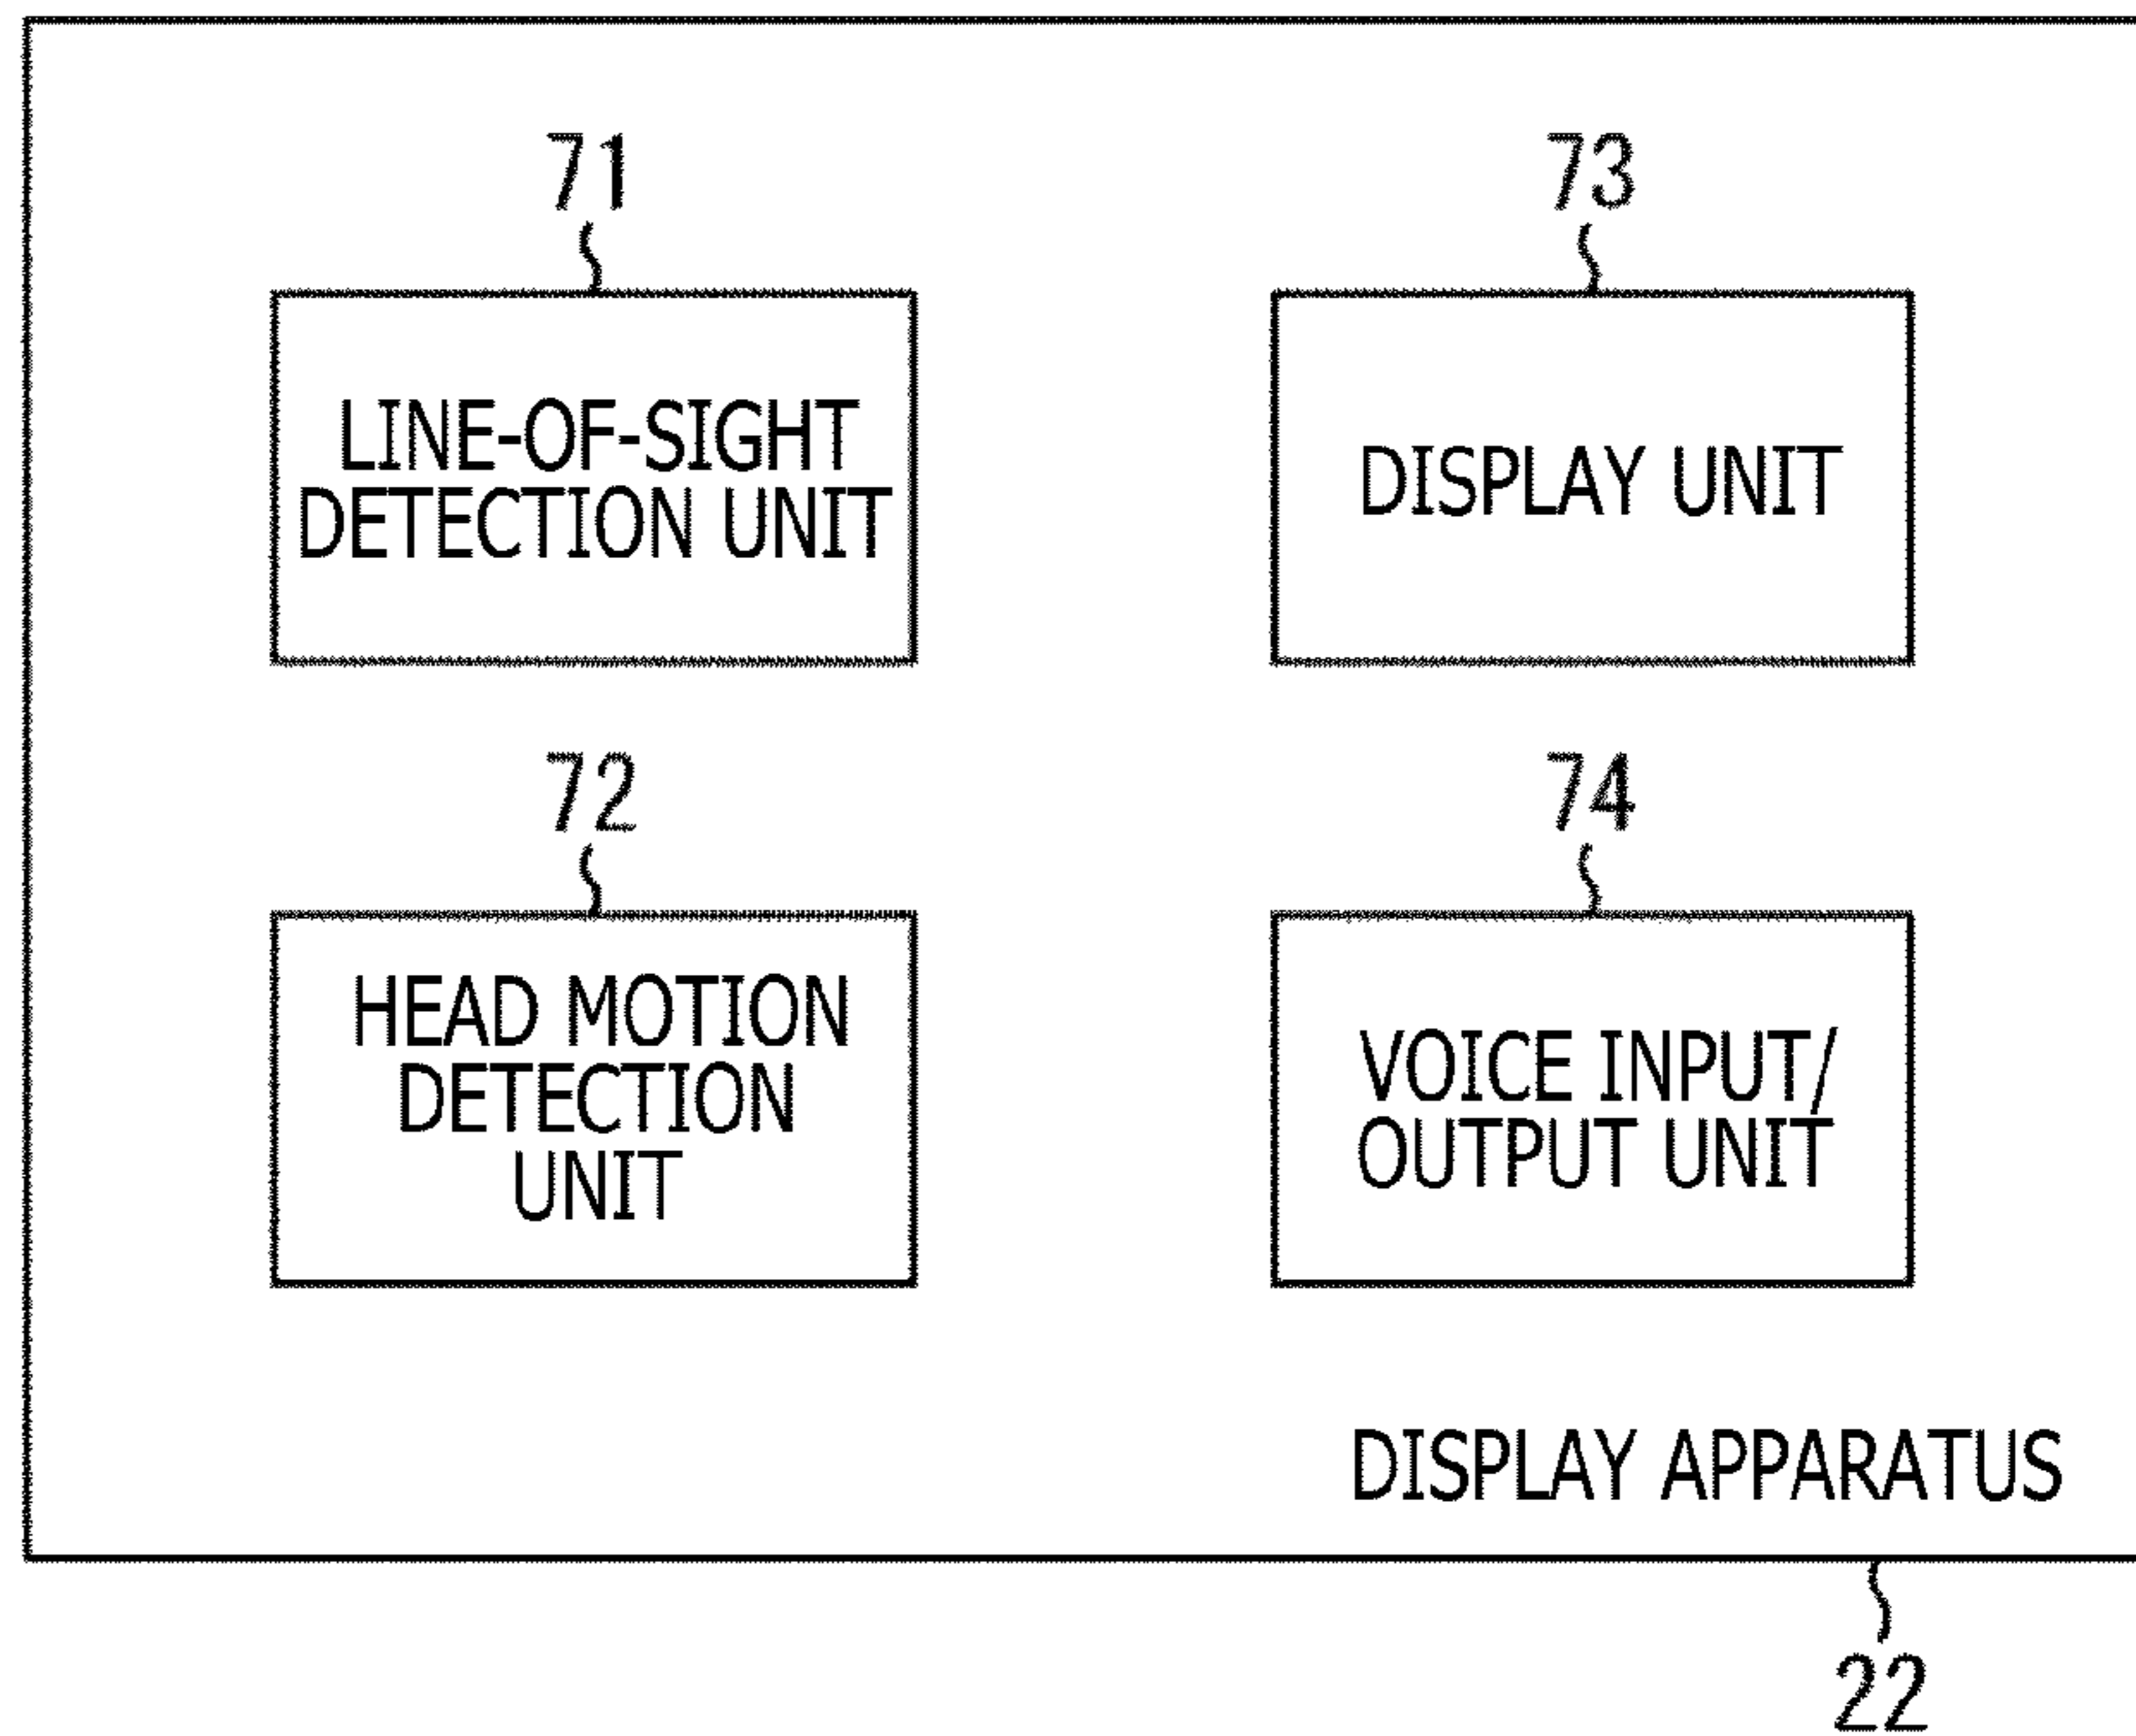 71
LINE-OF-SIGHT
DETECTION UNIT
73
DISPLAY UNIT
72
HEAD MOTION
DETECTION
UNIT
74
VOICE INPUT/
OUTPUT UNIT
DISPLAY APPARATUS
22